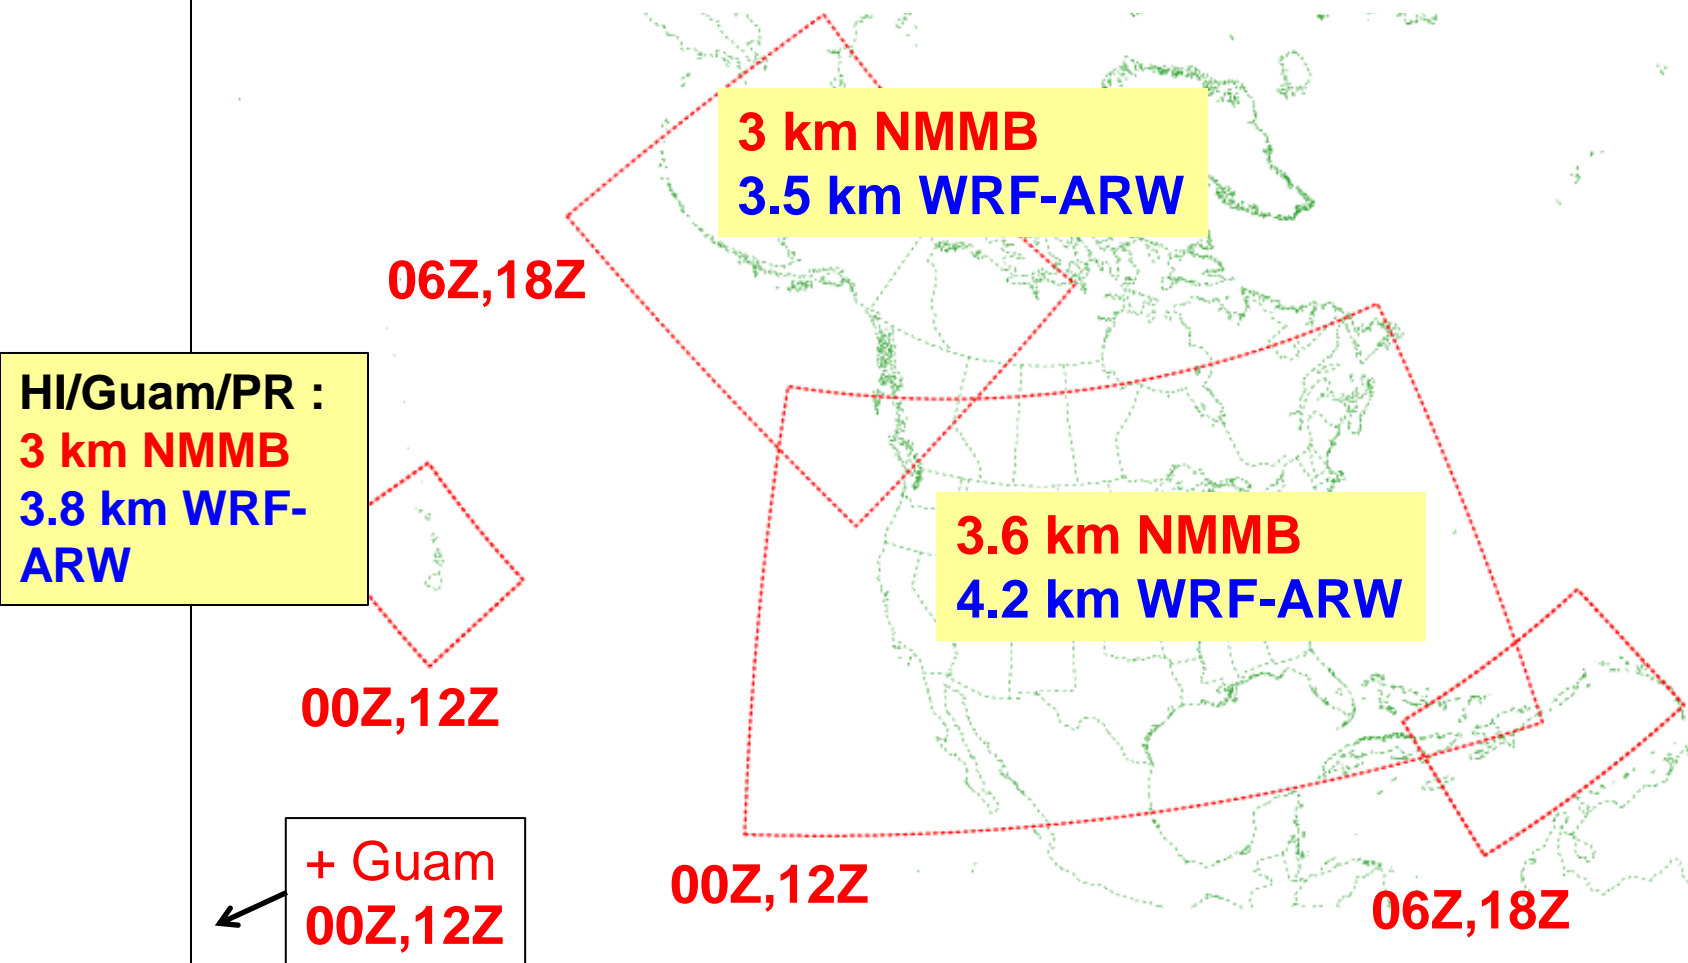 3 km NMMB
3.5 km WRF-ARW
06Z,18Z
HI/Guam/PR :
3 km NMMB
3.8 km WRF-
ARW
3.6 km NMMB
4.2 km WRF-ARW
00Z,12Z
+ Guam
00Z,12Z
00Z,12Z
06Z,18Z